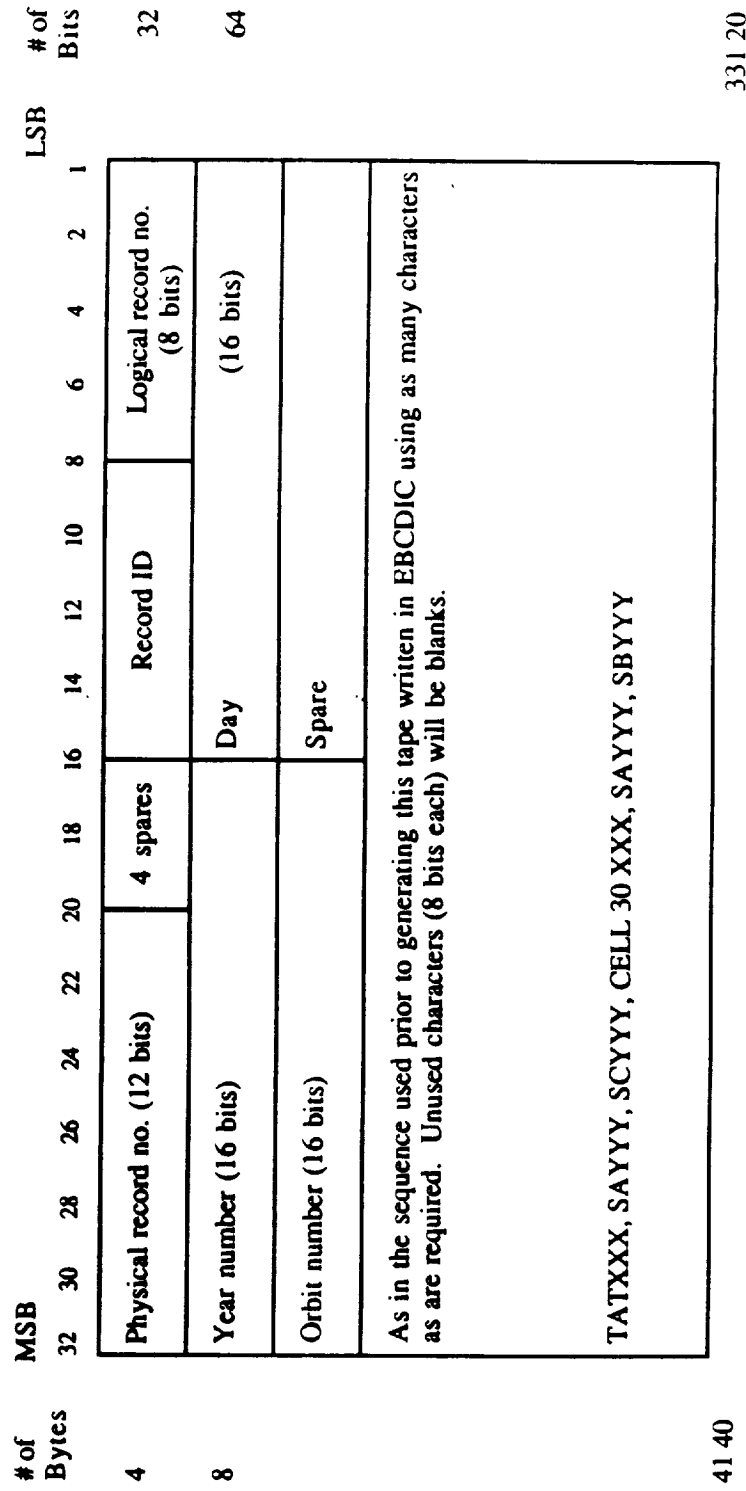 # of MSB LSB # of
Bytes 32 30 28 26 24 22 20 18 16 14 12 10 8 6 4 2 1 Bits
4 Physical record no. (12 bits) 4 spares Record ID Logical record no. 32
(8 bits)
8 Year number (16 bits) Day (16 bits) 64
Orbit number (16 bits) Spare
As in the sequence used prior to generating this tape written in EBCDIC using as many characters
as are required. Unused characters (8 bits each) will be blanks.
TATXXX, SAYYY, SCYYY, CELL 30 XXX, SAYYY, SBYYY
41 40 331 20